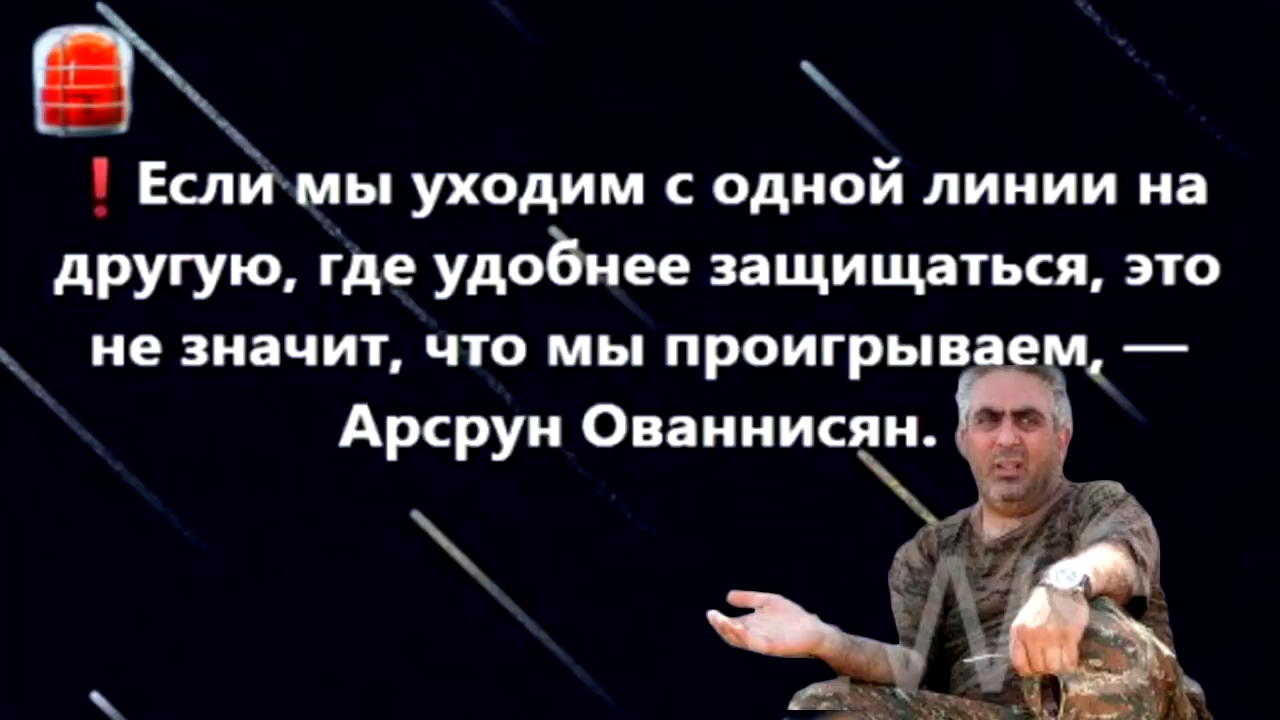 ❗Если мы уходим с одной линии на
другую, где удобнее защищаться, это
не значит, что мы проигрываем, —
Арсрун Ованнисян.